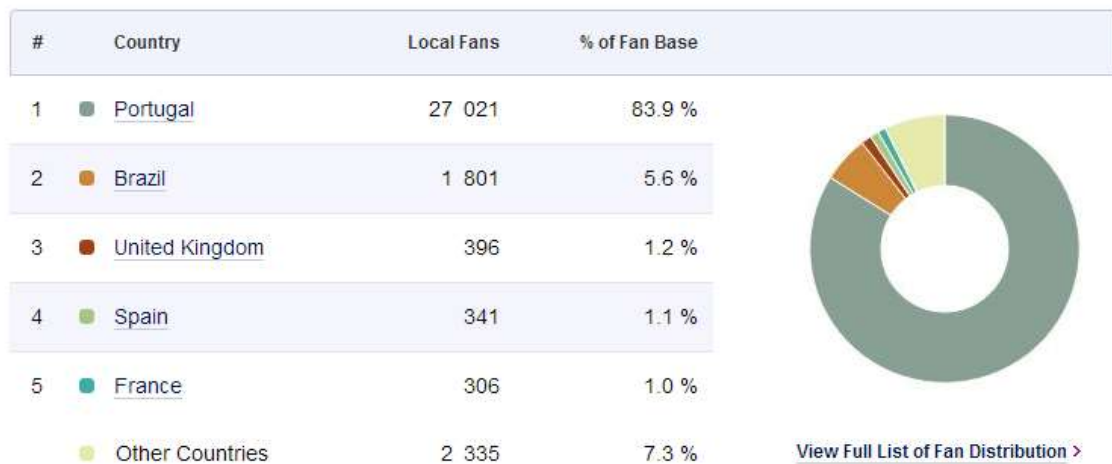 # Country Local Fans % of Fan Base
1 Portugal 27 021 83.9 %
2 Brazil 1 801 5.6 %
3 United Kingdom 396 1.2 %
4 Spain 341 1.1 %
5 France 306 1.0 %
Other Countries 2 335 7.3 %
View Full List of Fan Distribution >